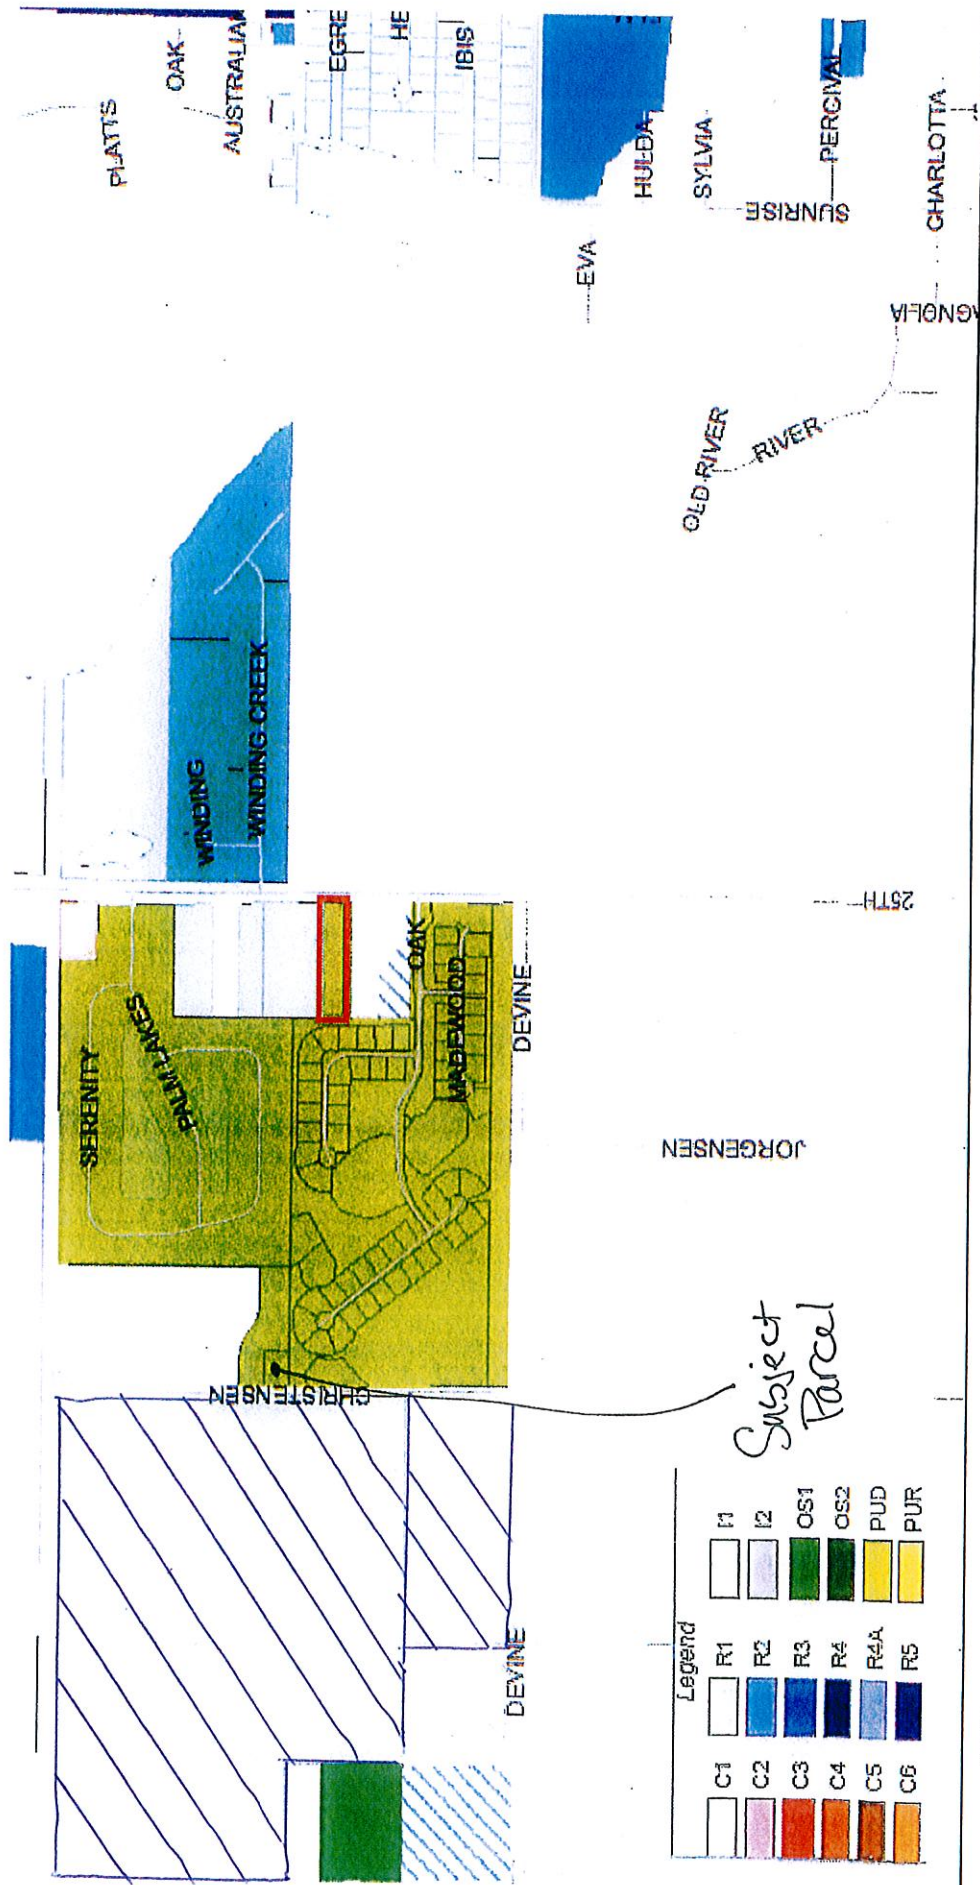 PLATTS
OAK
AUSTRALIAN
EGRE
HE
IBIS
HULDA
SYLVIA
PERCIVAL
SUNRISE
CHARLOTTA
EVA
AGNOLIA
OLD RIVER
RIVER
WINDING
WINDING CREEK
25TH
SERENITY
PALM LAKES
OAK
MADEWOOD
DEVINE
JORGENSEN
CHRISTENSEN
Subject
Parcel
DEVINE
Legend
C1 R1 I1
C2 R2 I2
C3 R3 OS1
C4 R4 OS2
C5 R4A PUD
C6 R5 PUR